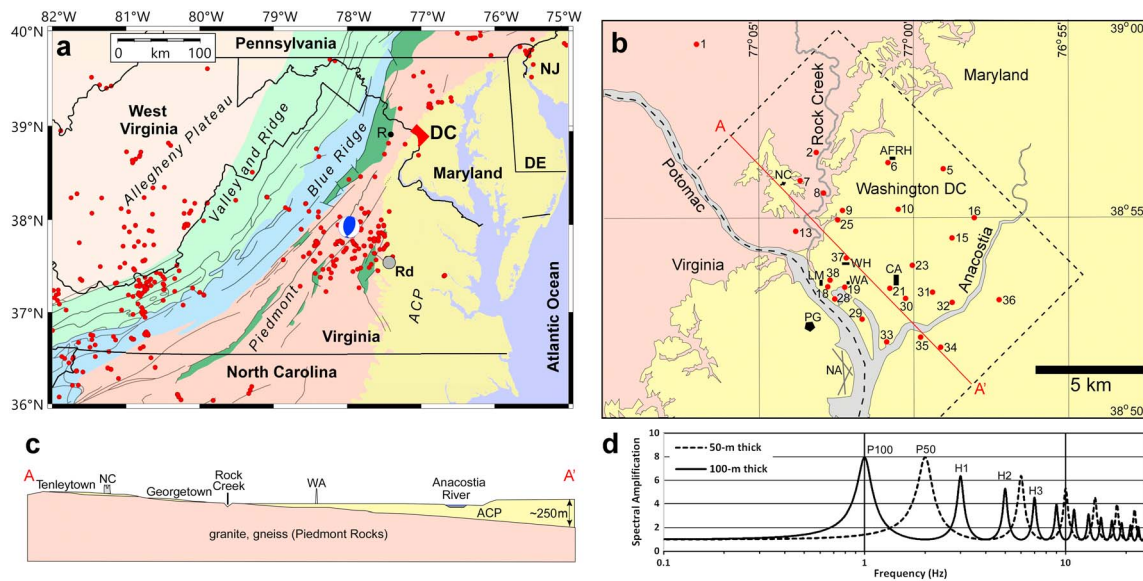 82°W 81°W 80°W 79°W 78°W 77°W 76°W 75°W
40°N
39°N
38°N
37°N
36°N
a
0 km 100
Pennsylvania
NJ
West
Virginia
Allegheny Plateau
Valley and Ridge
Blue Ridge
R
DC
DE
Maryland
Rd
ACP
Piedmont
Virginia
North Carolina
Atlantic Ocean
b
77°05'
77°00'
76°55'
39°00
38°55
38°50
1
Rock Creek
Maryland
A
2
AFRH
6
5
NC
7
8
Washington DC
Potomac
9
10
25
16
13
15
Anacostia
37
WH
23
Virginia
LM
38
WA
CA
18
19
21
31
28
30
32
36
PG
29
33
35
34
NA
A'
5 km
c
A
A'
Tenleytown
NC
Georgetown
Rock
Creek
WA
Anacostia
River
ACP
~250m
granite, gneiss (Piedmont Rocks)
d
Spectral Amplification
10
8
6
4
2
0
50-m thick
100-m thick
P100
P50
H1
H2
H3
0.1 1 10
Frequency (Hz)